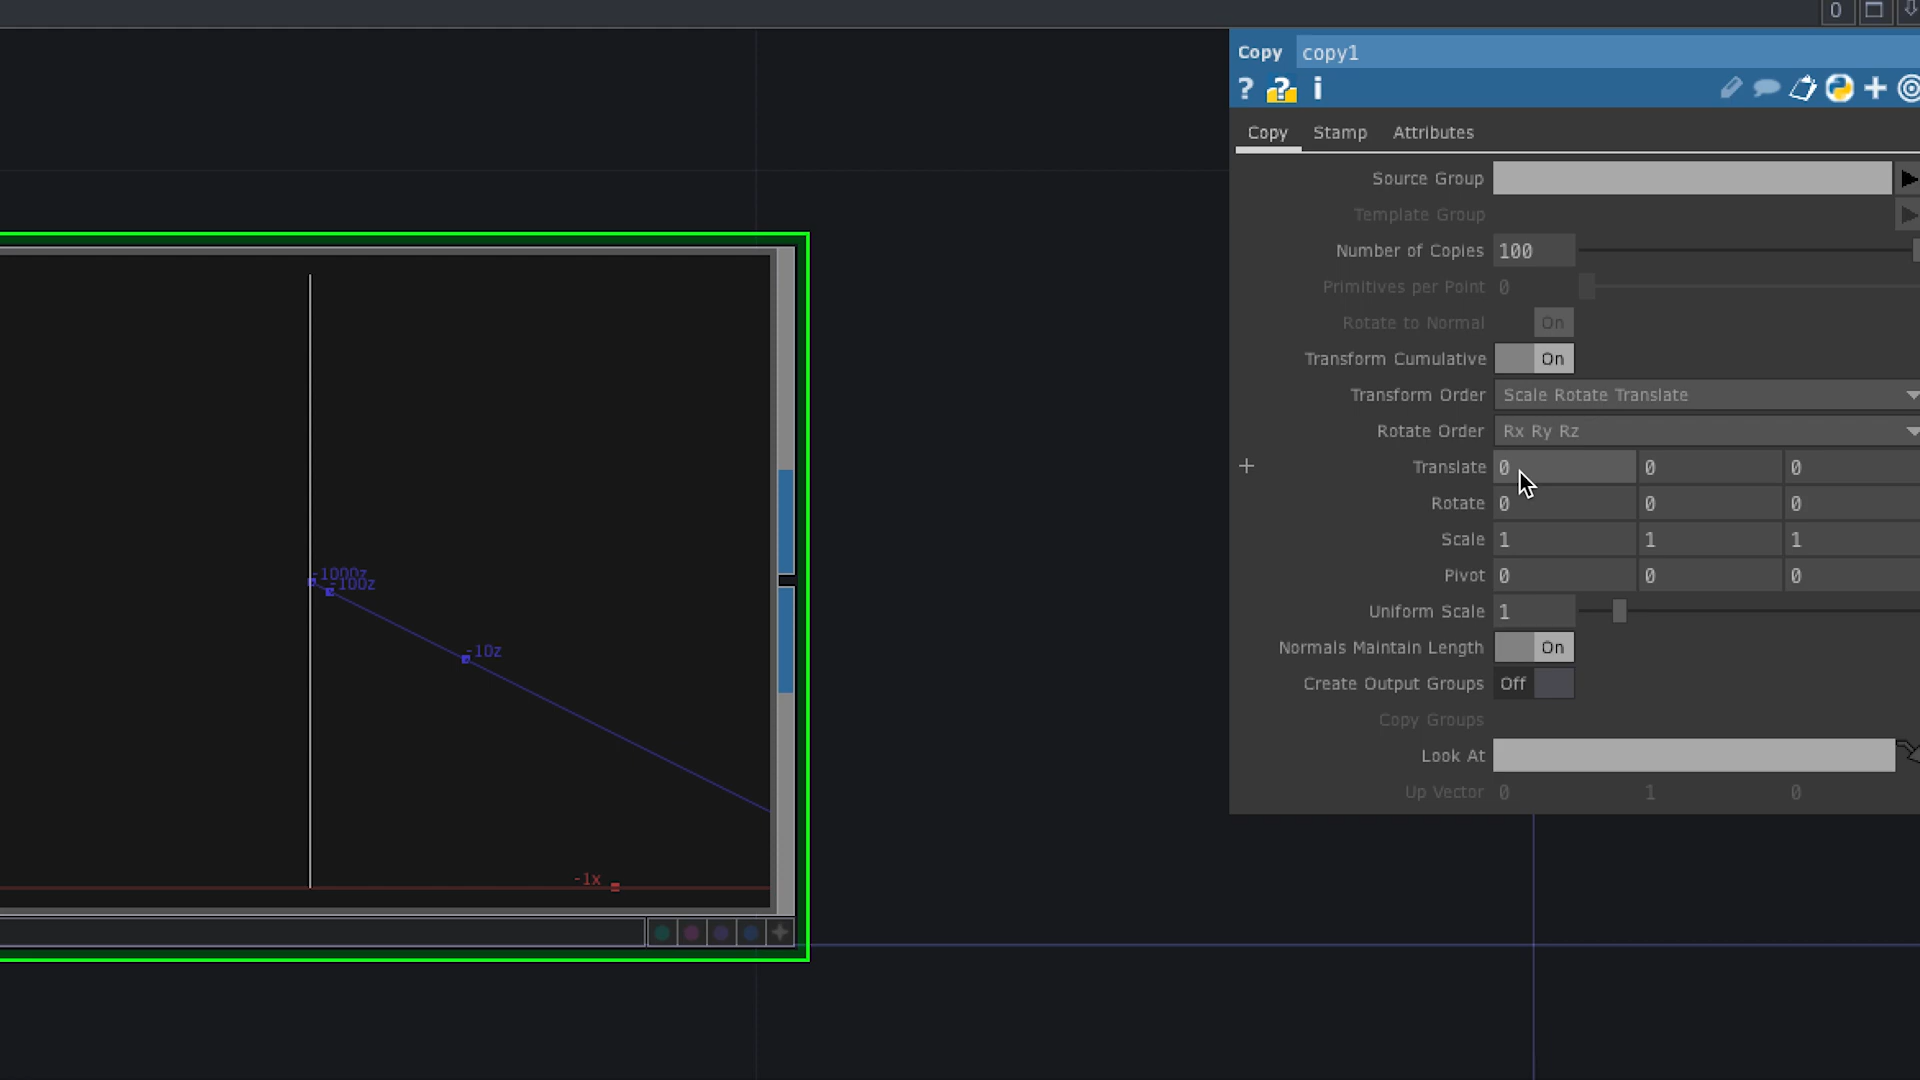 0
Copy copy1
? ? i
Copy Stamp Attributes
Source Group
Template Group
Number of Copies 100
Primitives per Point 0
Rotate to Normal On
Transform Cumulative On
Transform Order Scale Rotate Translate
Rotate Order Rx Ry Rz
Translate 0 0 0
Rotate 0 0 0
Scale 1 1 1
Pivot 0 0 0
Uniform Scale 1
Normals Maintain Length On
Create Output Groups Off
Copy Groups
Look At
Up Vector 0 1 0
-1000z
-100z
-10z
-1x